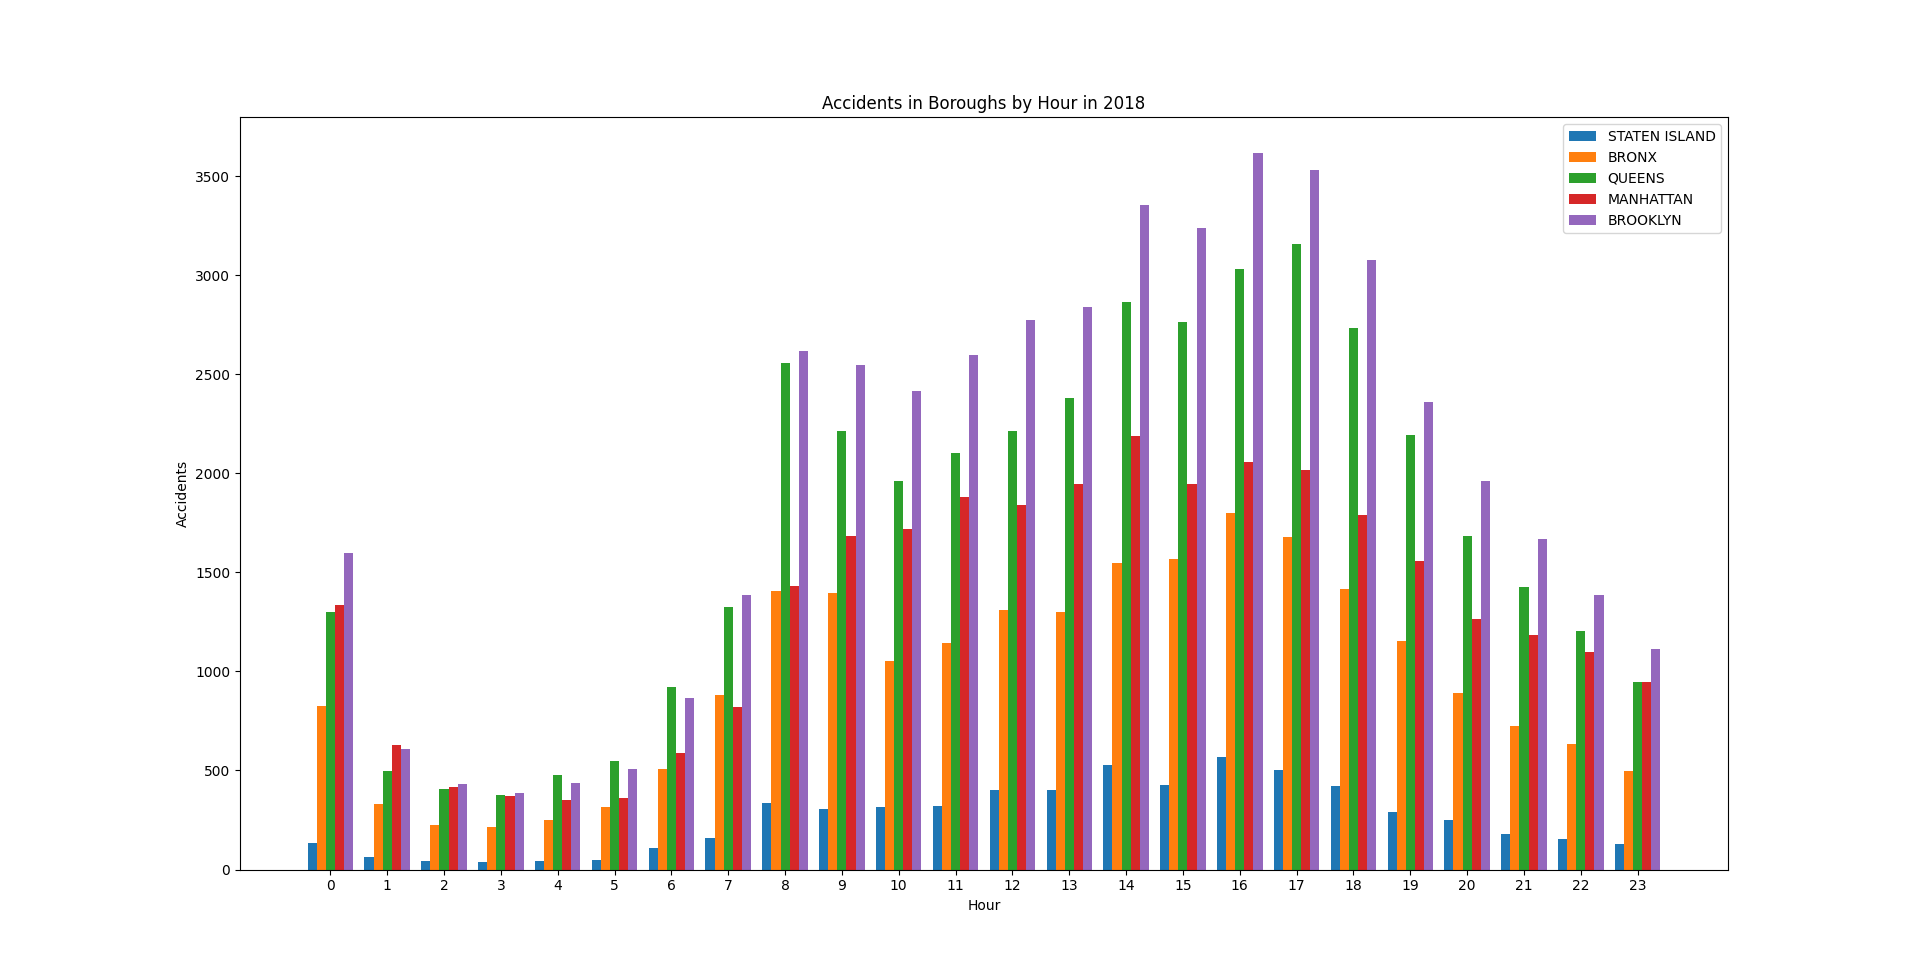 Accidents in Boroughs by Hour in 2018
STATEN ISLAND
BRONX
QUEENS
MANHATTAN
BROOKLYN
3500
3000
2500
2000
1500
1000
500
0
Accidents
0 1 2 3 4 5 6 7 8 9 10 11 12 13 14 15 16 17 18 19 20 21 22 23
Hour